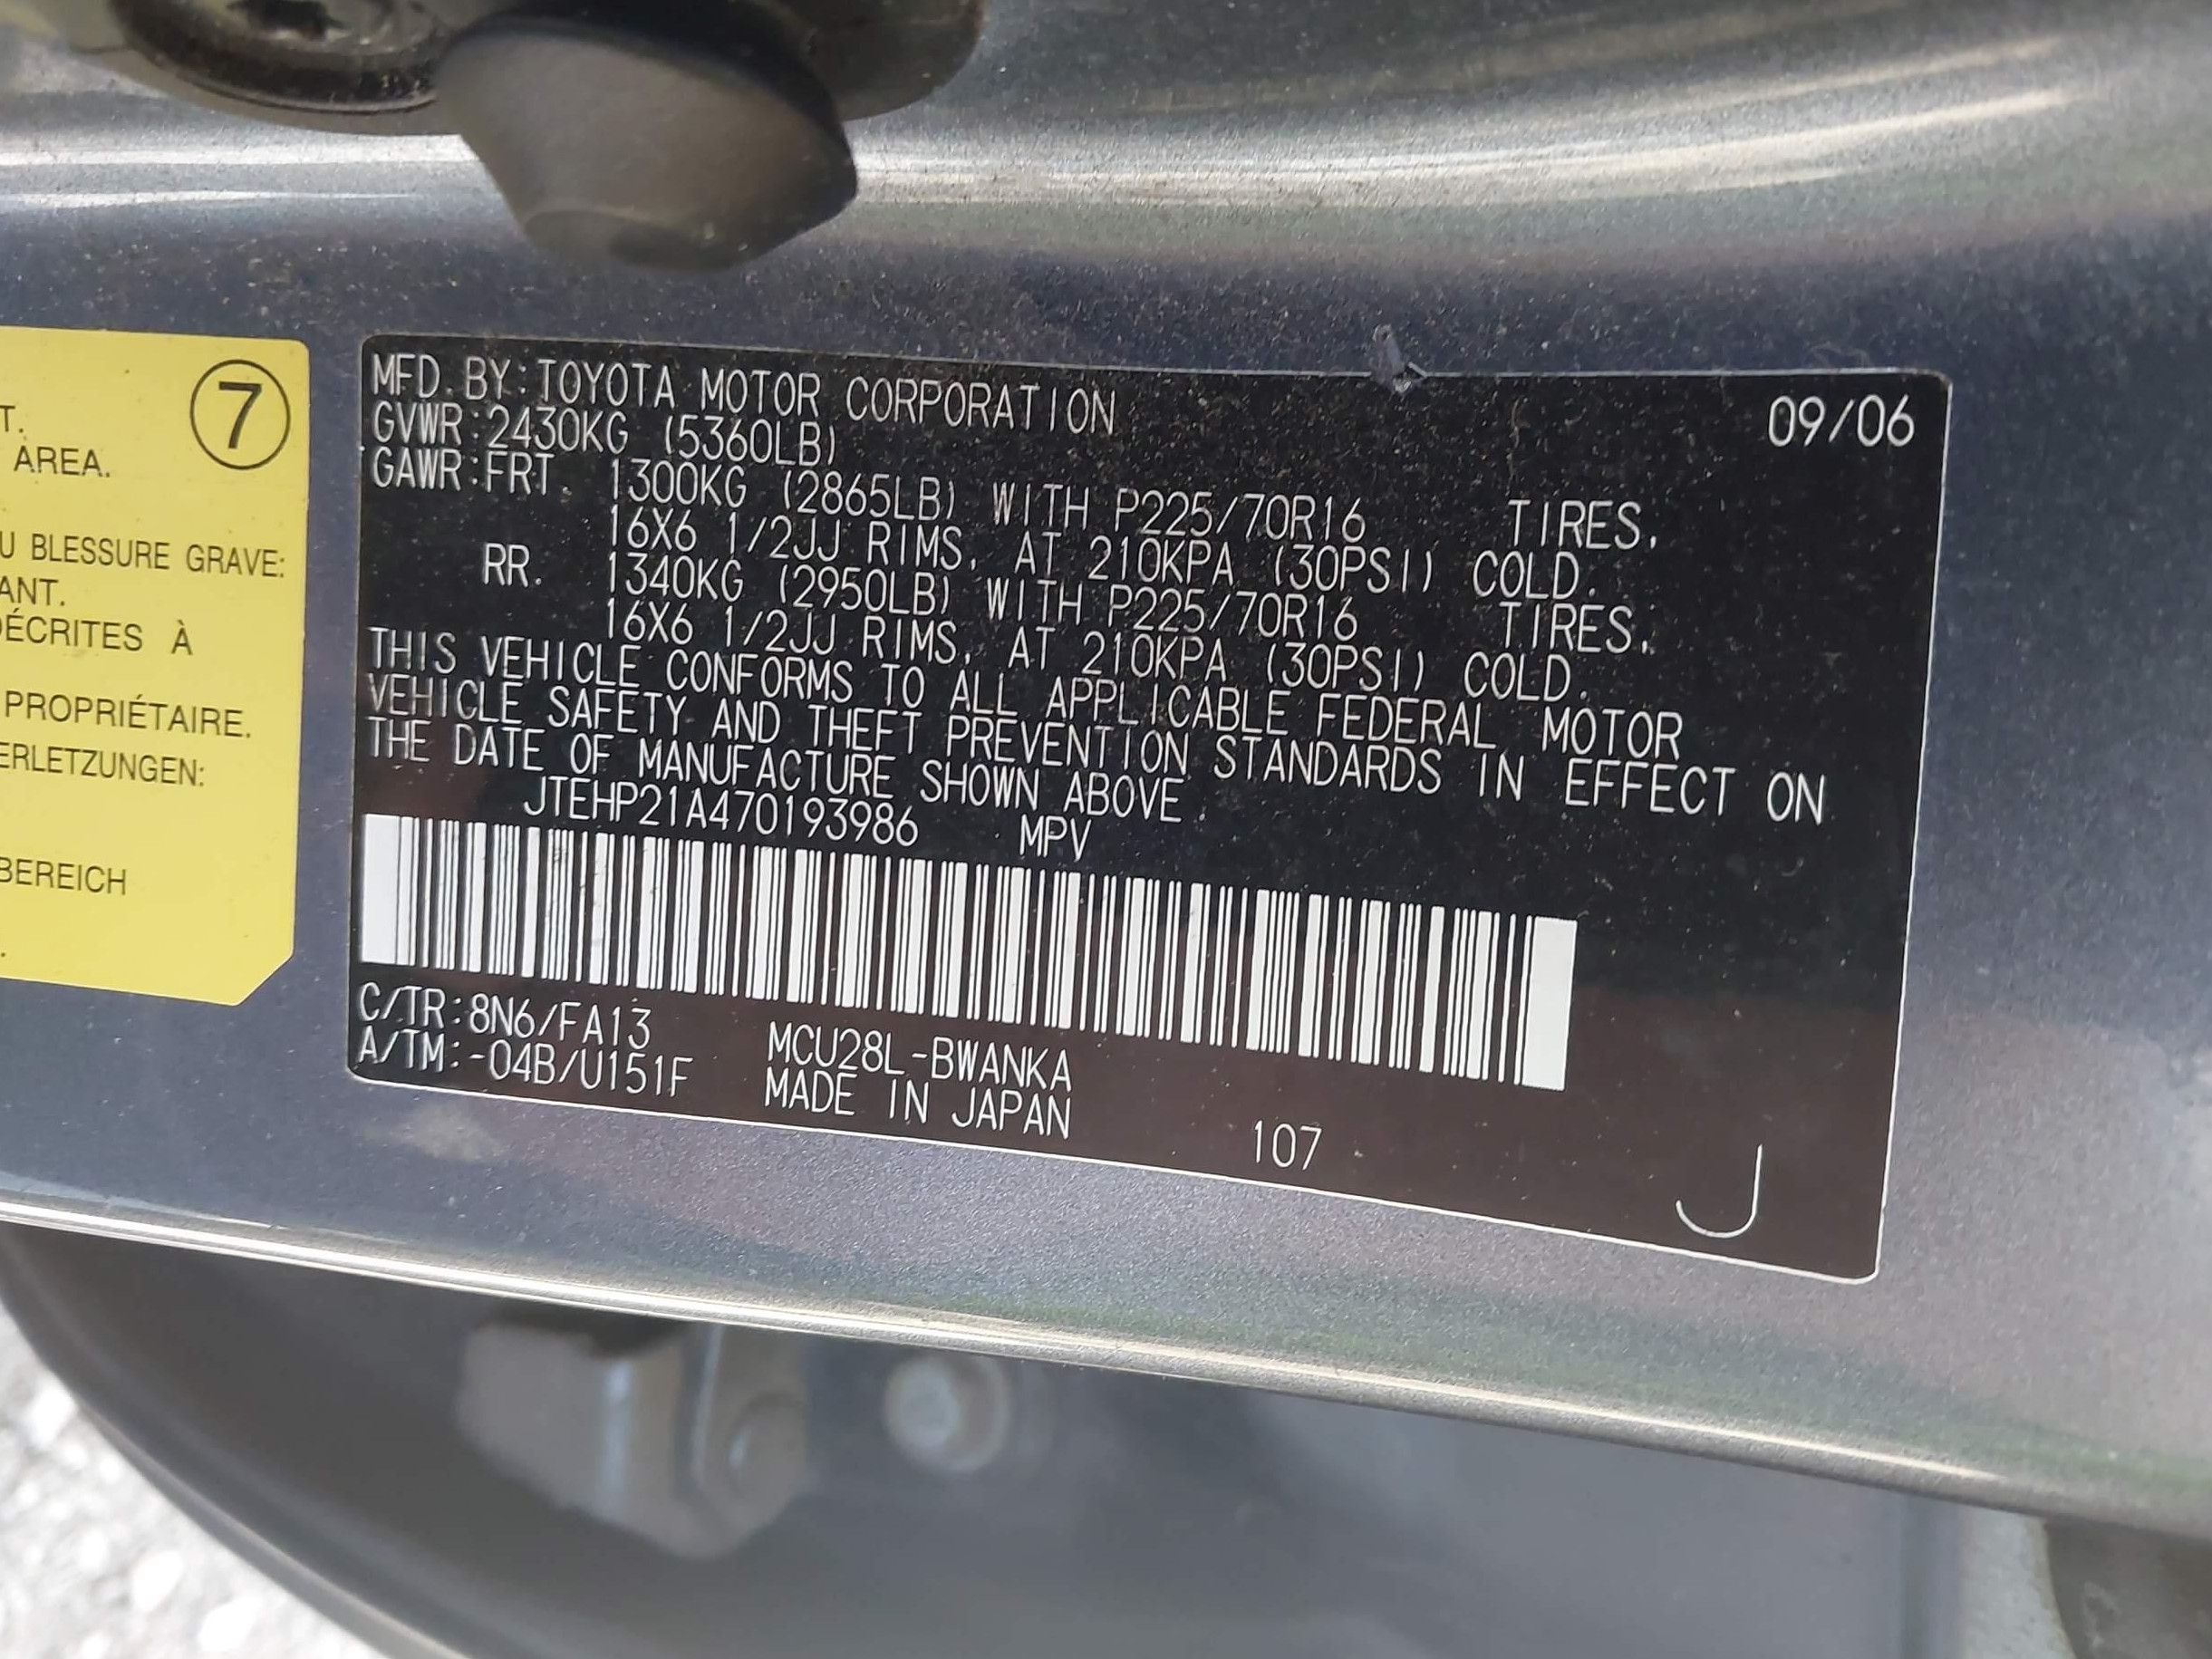 7
T.
AREA.
U BLESSURE GRAVE:
ANT.
DÉCRITES À
PROPRIÉTAIRE.
ERLETZUNGEN:
BEREICH
MFD. BY: TOYOTA MOTOR CORPORATION 09/06
GVWR: 2430KG (5360LB)
GAWR: FRT. 1300KG (2865LB) WITH P225/70R16 TIRES,
16X6 1/2JJ RIMS, AT 210KPA (30PSI) COLD.
RR. 1340KG (2950LB) WITH P225/70R16 TIRES,
16X6 1/2JJ RIMS, AT 210KPA (30PSI) COLD.
THIS VEHICLE CONFORMS TO ALL APPLICABLE FEDERAL MOTOR
VEHICLE SAFETY AND THEFT PREVENTION STANDARDS IN EFFECT ON
THE DATE OF MANUFACTURE SHOWN ABOVE.
JTEHP21A470193986 MPV
C/TR: 8N6/FA13 MCU28L-BWANKA
A/TM: -04B/U151F MADE IN JAPAN 107
J